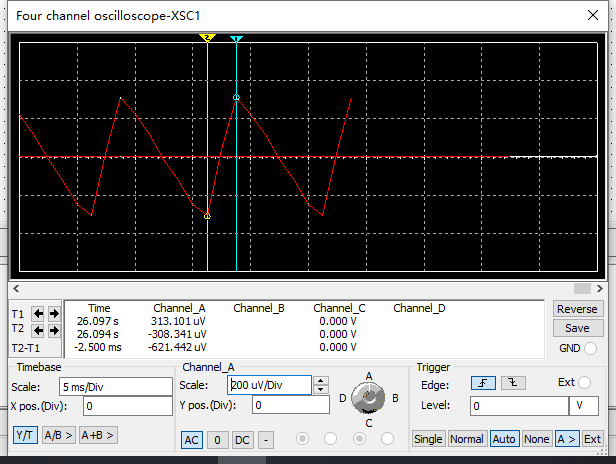 Four channel oscilloscope-XSC1
2 1
T1
T2
T2-T1
Time Channel_A Channel_B Channel_C Channel_D
26.097 s 313.101 uV 0.000 V
26.094 s -308.341 uV 0.000 V
-2.500 ms -621.442 uV 0.000 V
Reverse
Save
GND
Timebase
Scale: 5 ms/Div
X pos.(Div): 0
Y/T A/B > A+B >
Channel_A
Scale: 200 uV/Div
Y pos.(Div): 0
AC 0 DC -
A
D B
C
Trigger
Edge: Ext
Level: 0 V
Single Normal Auto None A > Ext